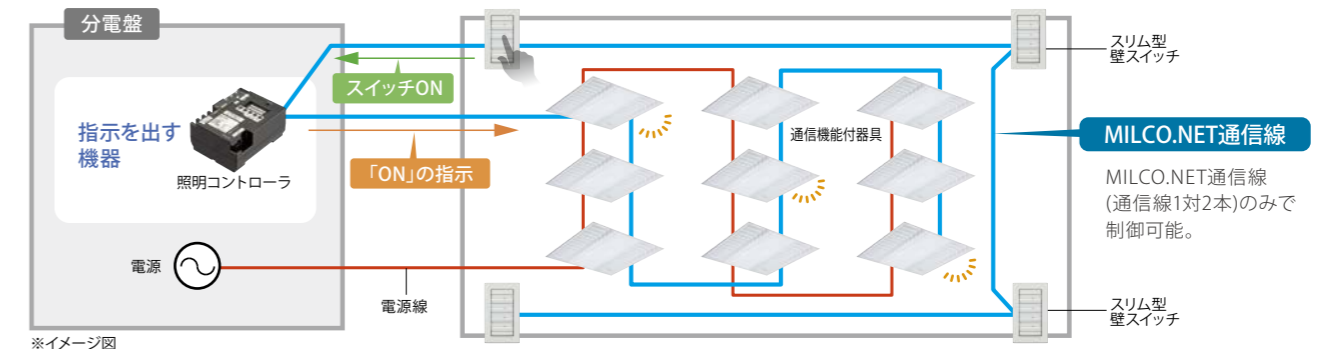 分電盤
スリム型
壁スイッチ
スイッチON
指示を出す
機器
照明コントローラ
「ON」の指示
通信機能付器具
MILCO.NET通信線
MILCO.NET通信線
(通信線1対2本)のみで
制御可能。
電源
電源線
スリム型
壁スイッチ
※イメージ図